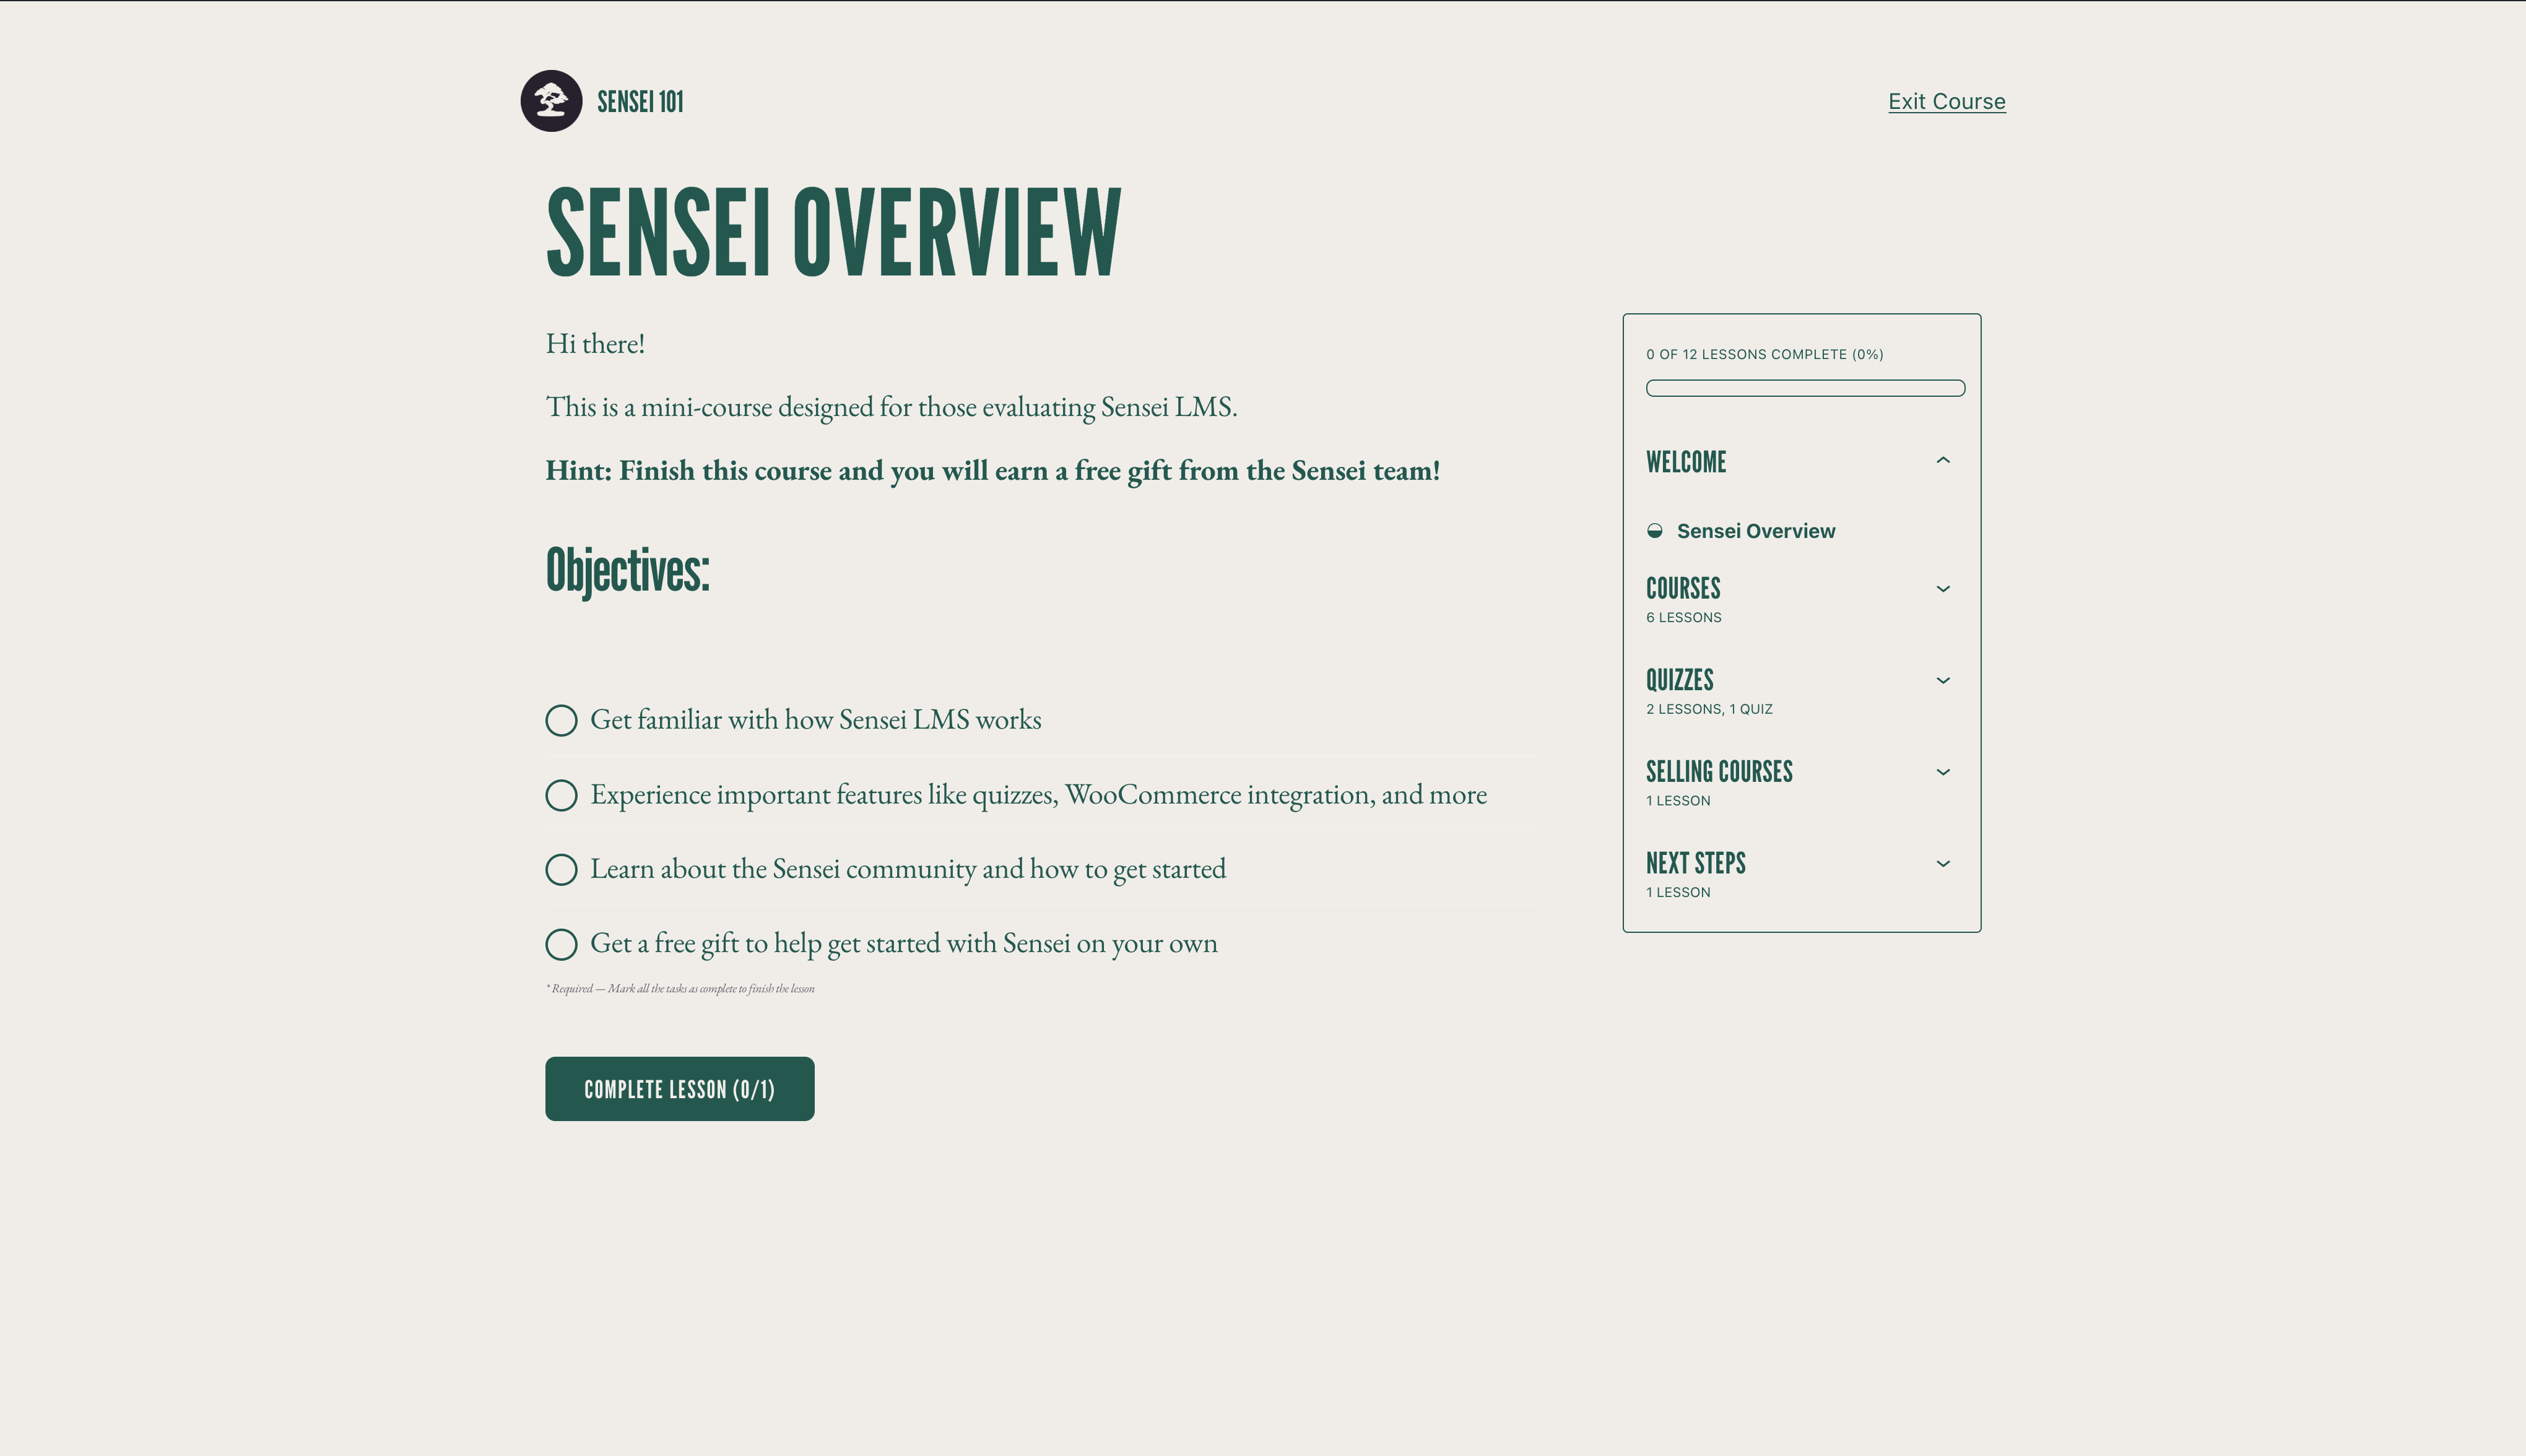 SENSEI 101
Exit Course
SENSEI OVERVIEW
Hi there!
This is a mini-course designed for those evaluating Sensei LMS.
Hint: Finish this course and you will earn a free gift from the Sensei team!
Objectives:
Get familiar with how Sensei LMS works
Experience important features like quizzes, WooCommerce integration, and more
Learn about the Sensei community and how to get started
Get a free gift to help get started with Sensei on your own
* Required — Mark all the tasks as complete to finish the lesson
COMPLETE LESSON (0/1)
0 OF 12 LESSONS COMPLETE (0%)
WELCOME
Sensei Overview
COURSES
6 LESSONS
QUIZZES
2 LESSONS, 1 QUIZ
SELLING COURSES
1 LESSON
NEXT STEPS
1 LESSON